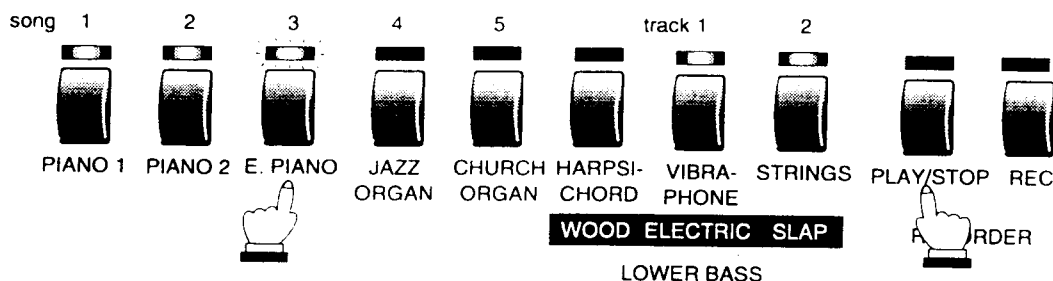 song 1 2 3 4 5 track 1 2
PIANO 1 PIANO 2 E. PIANO JAZZ CHURCH HARPSI- VIBRA- STRINGS PLAY/STOP REC
ORGAN ORGAN CHORD PHONE
WOOD ELECTRIC SLAP
LOWER BASS